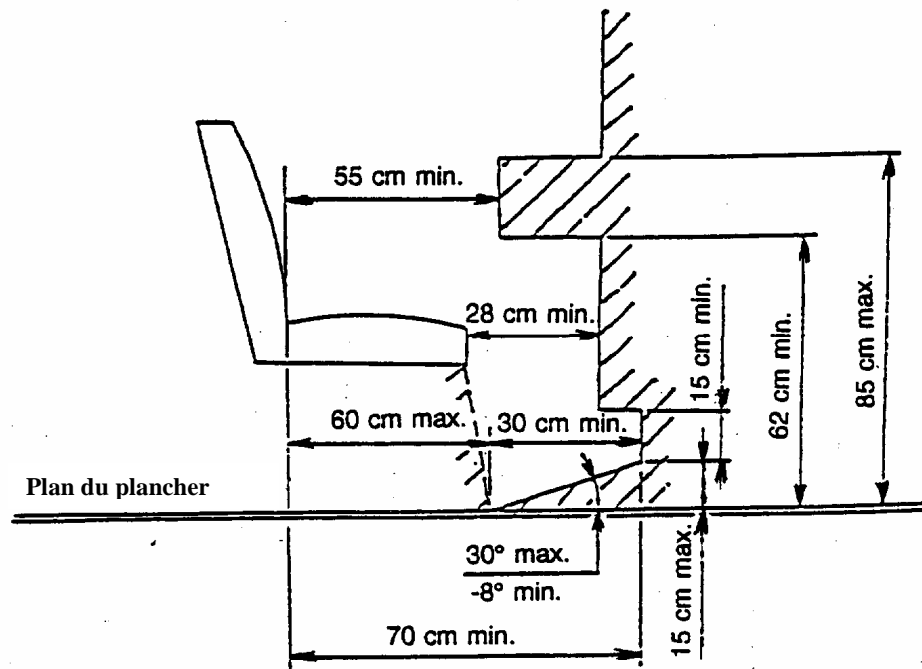 55 cm min.
28 cm min.
15 cm min.
62 cm min.
85 cm max.
60 cm max.
30 cm min.
Plan du plancher
30° max.
-8° min.
15 cm max.
70 cm min.